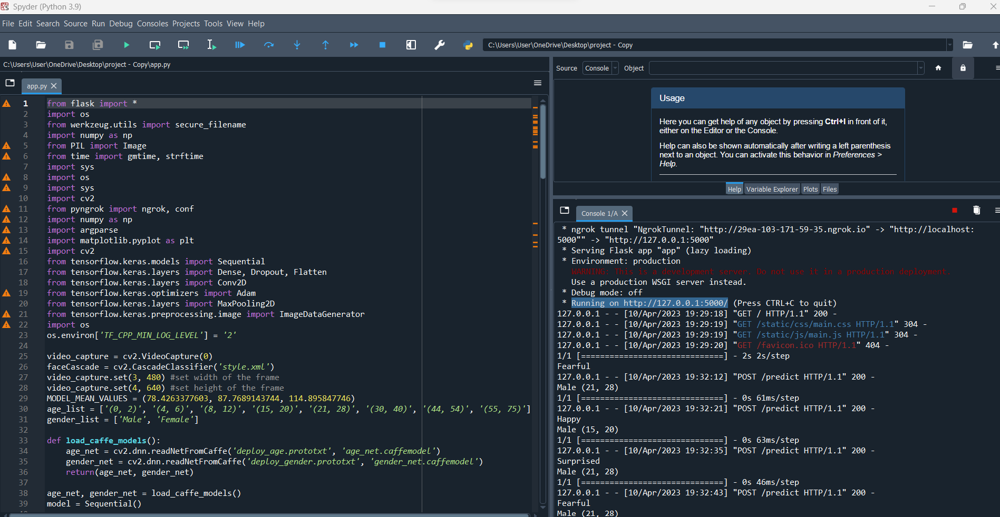 Spyder (Python 3.9)
File Edit Search Source Run Debug Consoles Projects Tools View Help
C:\Users\User\OneDrive\Desktop\project - Copy
C:\Users\User\OneDrive\Desktop\project - Copy\app.py
app.py
1 from flask import *
2 import os
3 from werkzeug.utils import secure_filename
4 import numpy as np
5 from PIL import Image
6 from time import gmtime, strftime
7 import sys
8 import os
9 import sys
10 import cv2
11 from pyngrok import ngrok, conf
12 import numpy as np
13 import argparse
14 import matplotlib.pyplot as plt
15 import cv2
16 from tensorflow.keras.models import Sequential
17 from tensorflow.keras.layers import Dense, Dropout, Flatten
18 from tensorflow.keras.layers import Conv2D
19 from tensorflow.keras.optimizers import Adam
20 from tensorflow.keras.layers import MaxPooling2D
21 from tensorflow.keras.preprocessing.image import ImageDataGenerator
22 import os
23 os.environ['TF_CPP_MIN_LOG_LEVEL'] = '2'
24
25 video_capture = cv2.VideoCapture(0)
26 faceCascade = cv2.CascadeClassifier('style.xml')
27 video_capture.set(3, 480) #set width of the frame
28 video_capture.set(4, 640) #set height of the frame
29 MODEL_MEAN_VALUES = (78.4263377603, 87.7689143744, 114.895847746)
30 age_list = ['(0, 2)', '(4, 6)', '(8, 12)', '(15, 20)', '(21, 28)', '(30, 40)', '(44, 54)', '(55, 75)']
31 gender_list = ['Male', 'Female']
32
33 def load_caffe_models():
34 age_net = cv2.dnn.readNetFromCaffe('deploy_age.prototxt', 'age_net.caffemodel')
35 gender_net = cv2.dnn.readNetFromCaffe('deploy_gender.prototxt', 'gender_net.caffemodel')
36 return(age_net, gender_net)
37
38 age_net, gender_net = load_caffe_models()
39 model = Sequential()
Source Console Object
Usage
Here you can get help of any object by pressing Ctrl+I in front of it,
either on the Editor or the Console.
Help can also be shown automatically after writing a left parenthesis
next to an object. You can activate this behavior in Preferences >
Help.
Help Variable Explorer Plots Files
Console 1/A
* ngrok tunnel "NgrokTunnel: "http://29ea-103-171-59-35.ngrok.io" -> "http://localhost:
5000"" -> "http://127.0.0.1:5000"
* Serving Flask app "app" (lazy loading)
* Environment: production
WARNING: This is a development server. Do not use it in a production deployment.
Use a production WSGI server instead.
* Debug mode: off
* Running on http://127.0.0.1:5000/ (Press CTRL+C to quit)
127.0.0.1 - - [10/Apr/2023 19:29:18] "GET / HTTP/1.1" 200 -
127.0.0.1 - - [10/Apr/2023 19:29:19] "GET /static/css/main.css HTTP/1.1" 304 -
127.0.0.1 - - [10/Apr/2023 19:29:19] "GET /static/js/main.js HTTP/1.1" 304 -
127.0.0.1 - - [10/Apr/2023 19:29:20] "GET /favicon.ico HTTP/1.1" 404 -
1/1 [==============================] - 2s 2s/step
Fearful
127.0.0.1 - - [10/Apr/2023 19:32:12] "POST /predict HTTP/1.1" 200 -
Male (21, 28)
1/1 [==============================] - 0s 61ms/step
127.0.0.1 - - [10/Apr/2023 19:32:21] "POST /predict HTTP/1.1" 200 -
Happy
Male (15, 20)
1/1 [==============================] - 0s 63ms/step
127.0.0.1 - - [10/Apr/2023 19:32:35] "POST /predict HTTP/1.1" 200 -
Surprised
Male (21, 28)
1/1 [==============================] - 0s 46ms/step
127.0.0.1 - - [10/Apr/2023 19:32:43] "POST /predict HTTP/1.1" 200 -
Fearful
Male (21, 28)